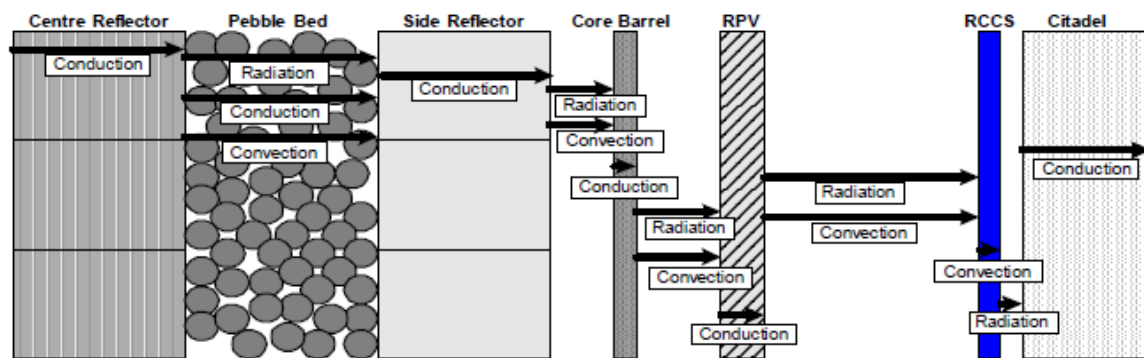 Centre Reflector Pebble Bed Side Reflector Core Barrel RPV RCCS Citadel
Conduction
Radiation
Conduction
Convection
Conduction
Radiation
Convection
Conduction
Radiation
Convection
Conduction
Radiation
Convection
Convection
Radiation
Conduction